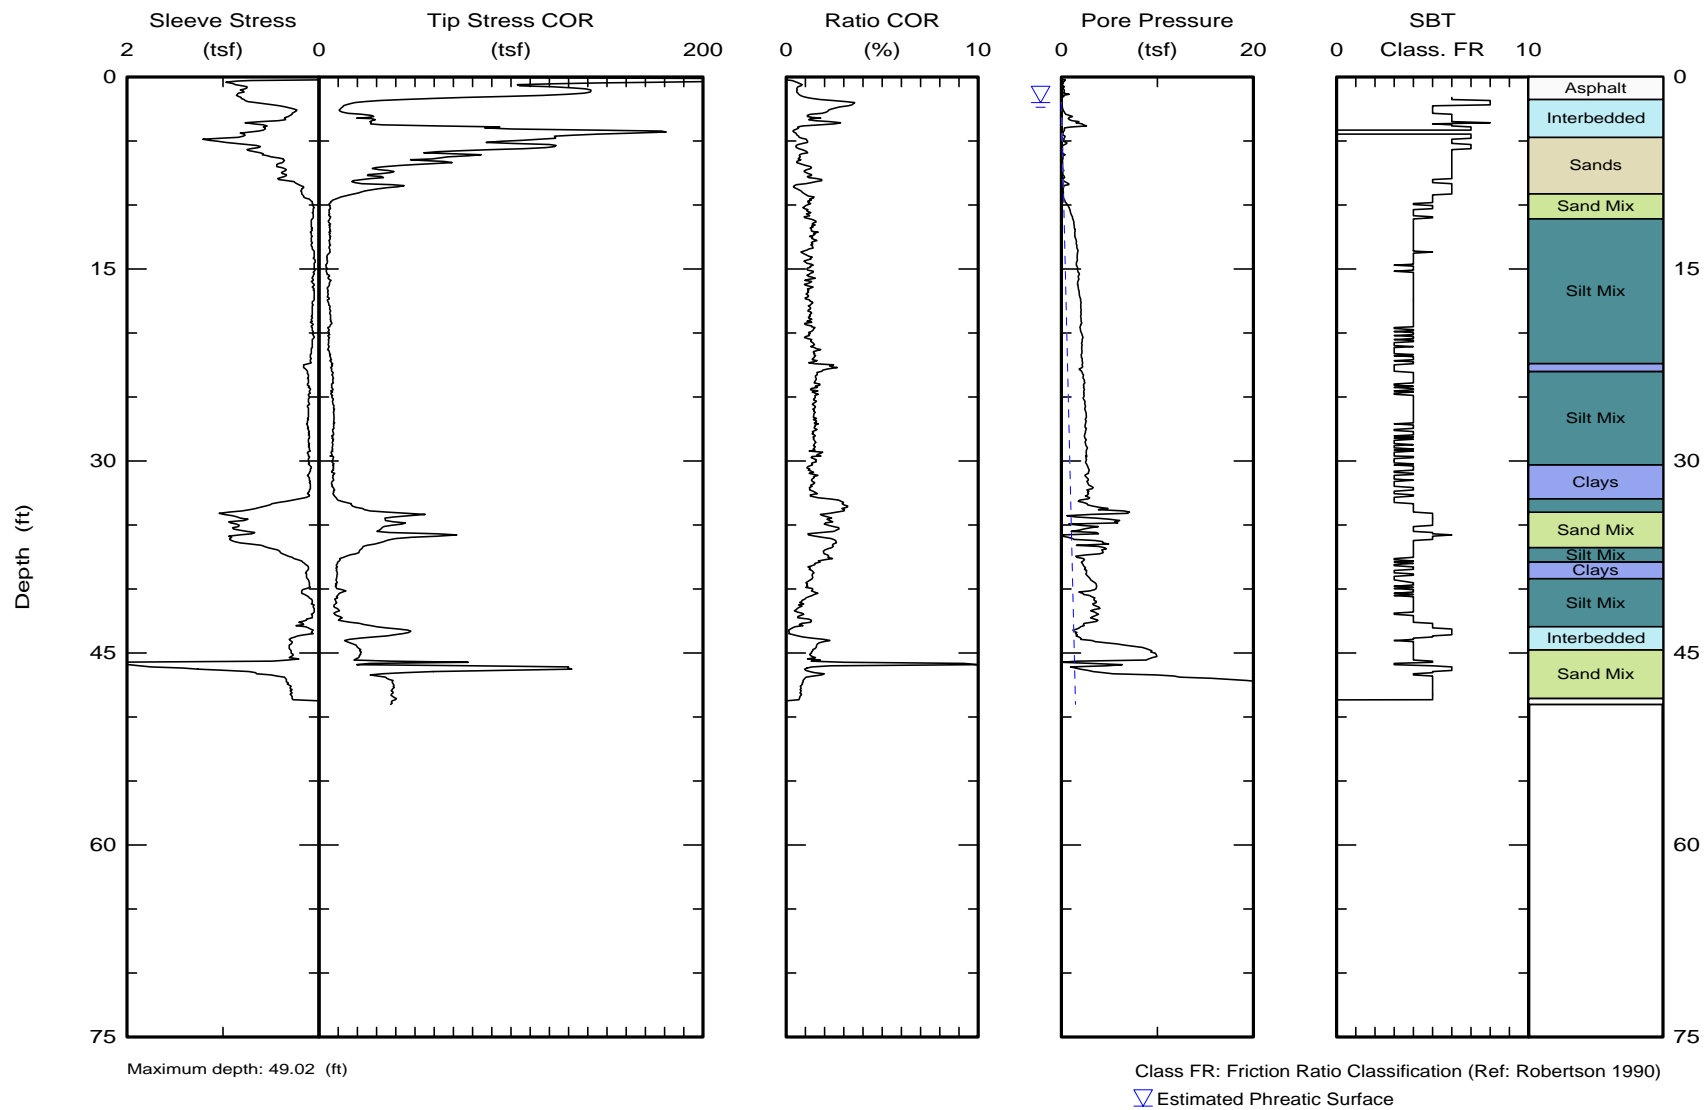 Sleeve Stress Tip Stress COR Ratio COR Pore Pressure SBT
(tsf) (tsf) (%) (tsf) Class. FR
2 0 200 0 10 0 20 0 10
0 0
Asphalt
Interbedded
Sands
Sand Mix
15 15
Silt Mix
Silt Mix
30 30
Clays
Sand Mix
Silt Mix
Clays
Silt Mix
Interbedded
45 45
Sand Mix
60 60
75 75
Depth (ft)
Maximum depth: 49.02 (ft)
Class FR: Friction Ratio Classification (Ref: Robertson 1990)
Estimated Phreatic Surface